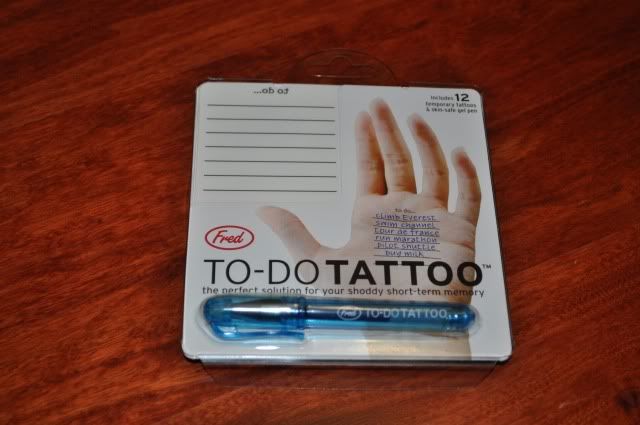 to do...
includes 12
temporary tattoos
& skin-safe gel pen
to do...
climb Everest
swim channel
tour de france
run marathon
pilot shuttle
buy milk
Fred
TO-DO TATTOO™
the perfect solution for your shoddy short-term memory
Fred TO-DO TATTOO